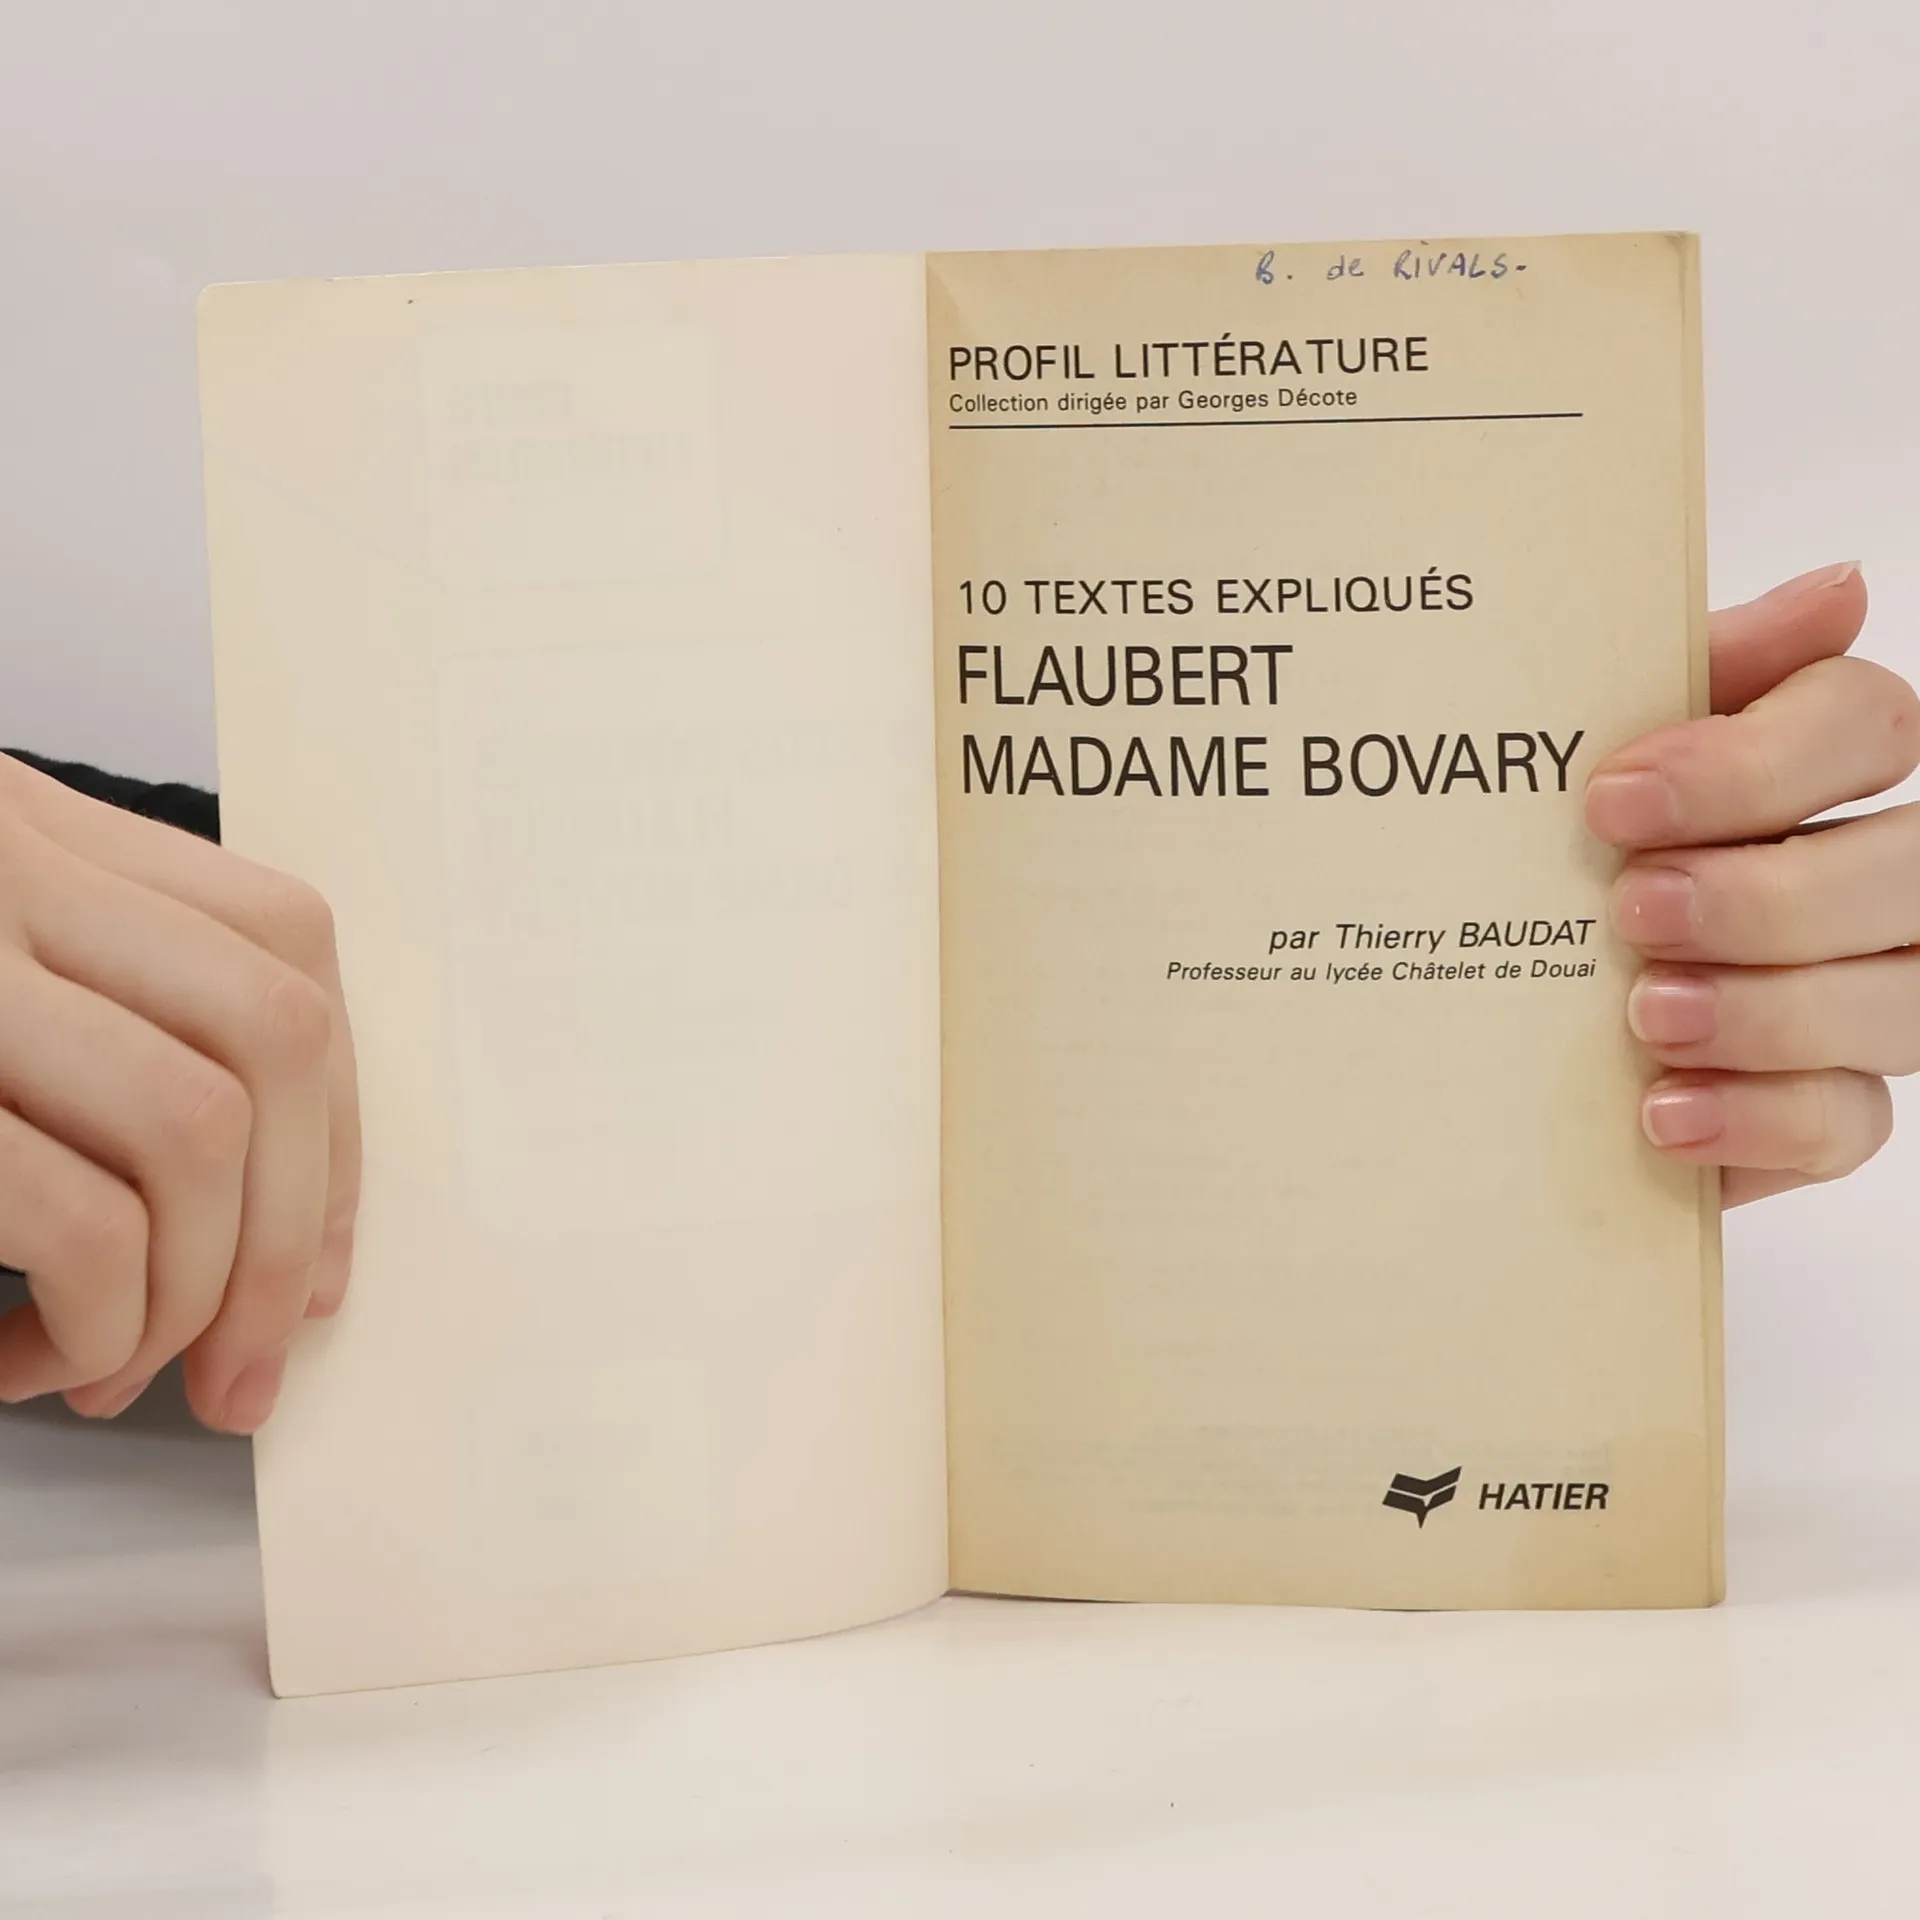 B. de RIVALS-
PROFIL LITTÉRATURE
Collection dirigée par Georges Décote
10 TEXTES EXPLIQUÉS
FLAUBERT
MADAME BOVARY
par Thierry BAUDAT
Professeur au lycée Châtelet de Douai
HATIER